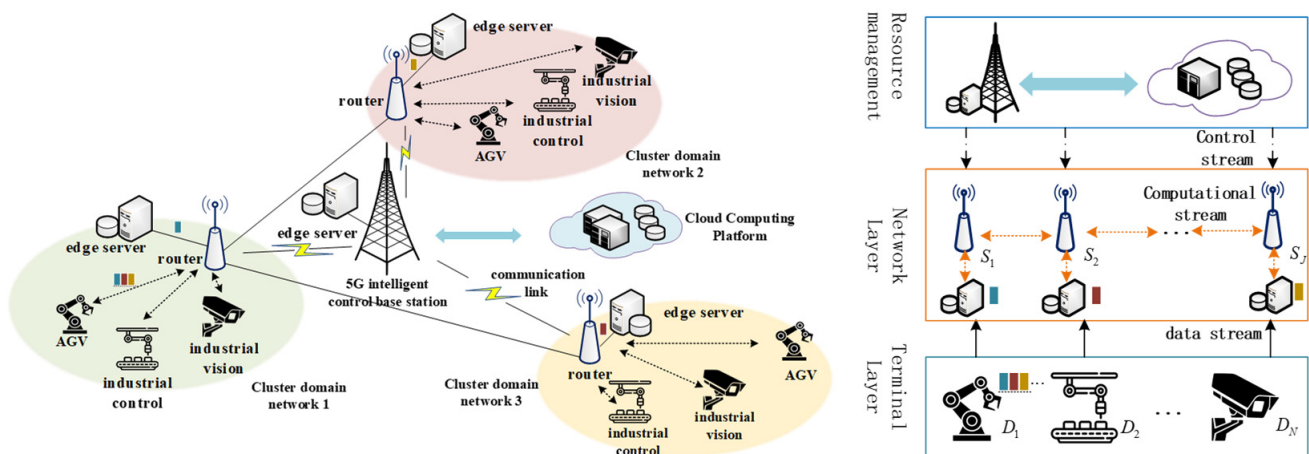 edge server
router
industrial
vision
industrial
control
AGV
Cluster domain
network 2
edge server
router
edge server
5G intelligent
control base station
Cloud Computing
Platform
communication
link
AGV
industrial
control
industrial
vision
Cluster domain
network 1
edge server
router
AGV
industrial
control
industrial
vision
Cluster domain
network 3
Resource
management
Control
stream
Network
Layer
Computational
stream
...
S1
S2
SJ
data stream
Terminal
Layer
...
D1
D2
...
DN